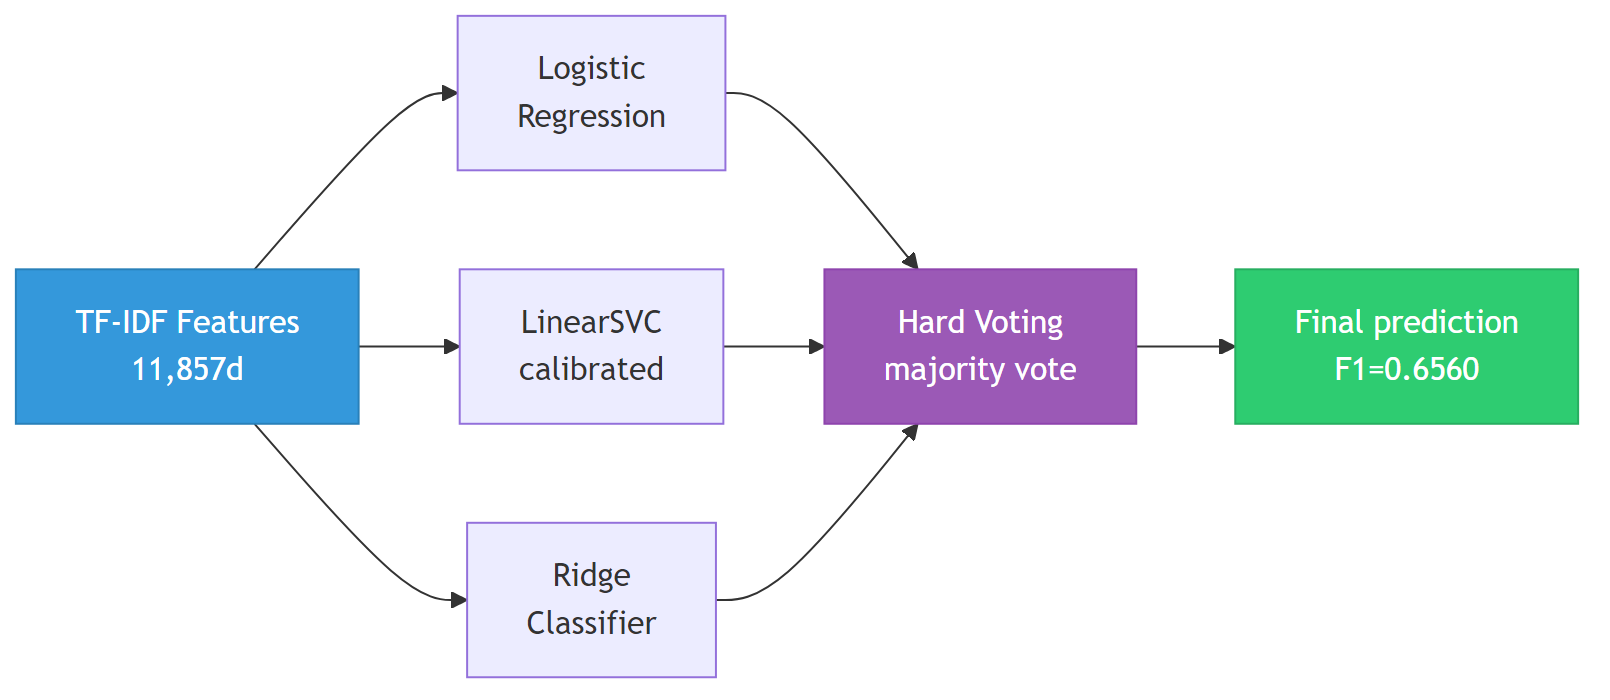 Logistic
Regression
TF-IDF Features
11,857d
LinearSVC
calibrated
Hard Voting
majority vote
Final prediction
F1=0.6560
Ridge
Classifier